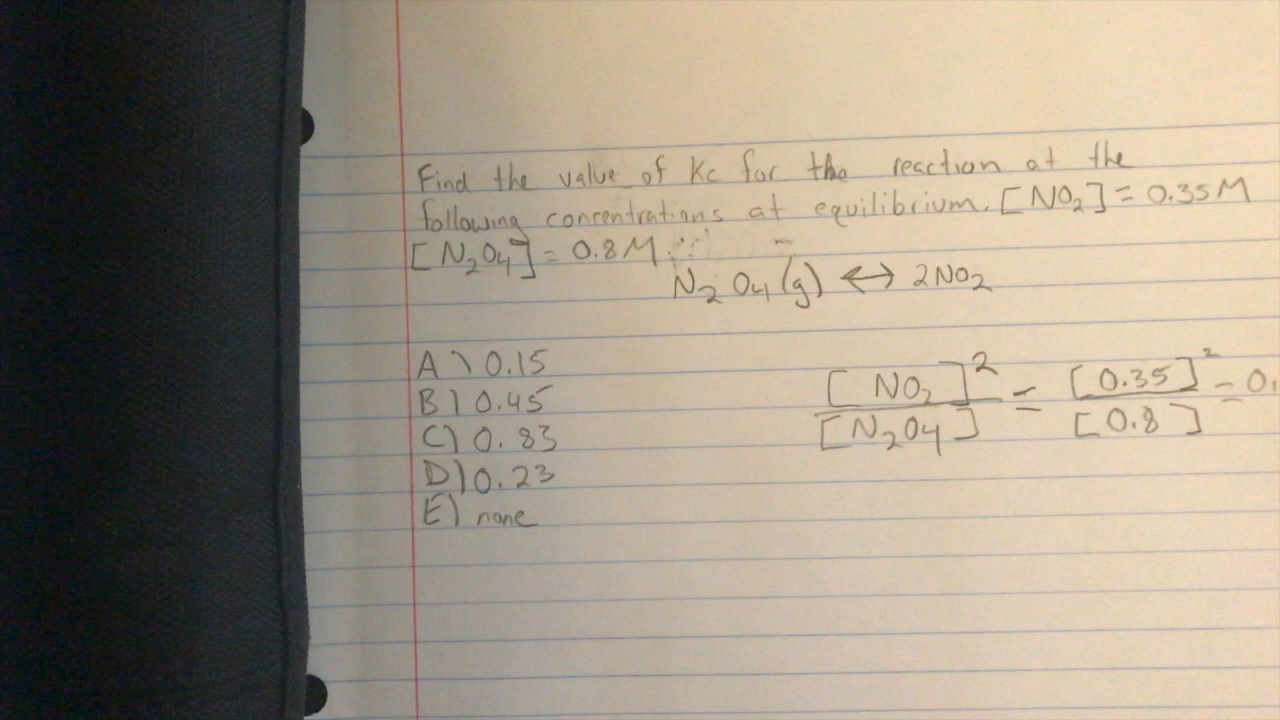 Find the value of Kc for the reaction at the
following concentrations at equilibrium. [NO₂] = 0.35M
[N₂O₄] = 0.8M
N₂O₄(g) ↔ 2NO₂
A) 0.15
B) 0.45
C) 0.83
D) 0.23
E) none
[NO₂]² / [N₂O₄] = [0.35]² / [0.8] = 0.